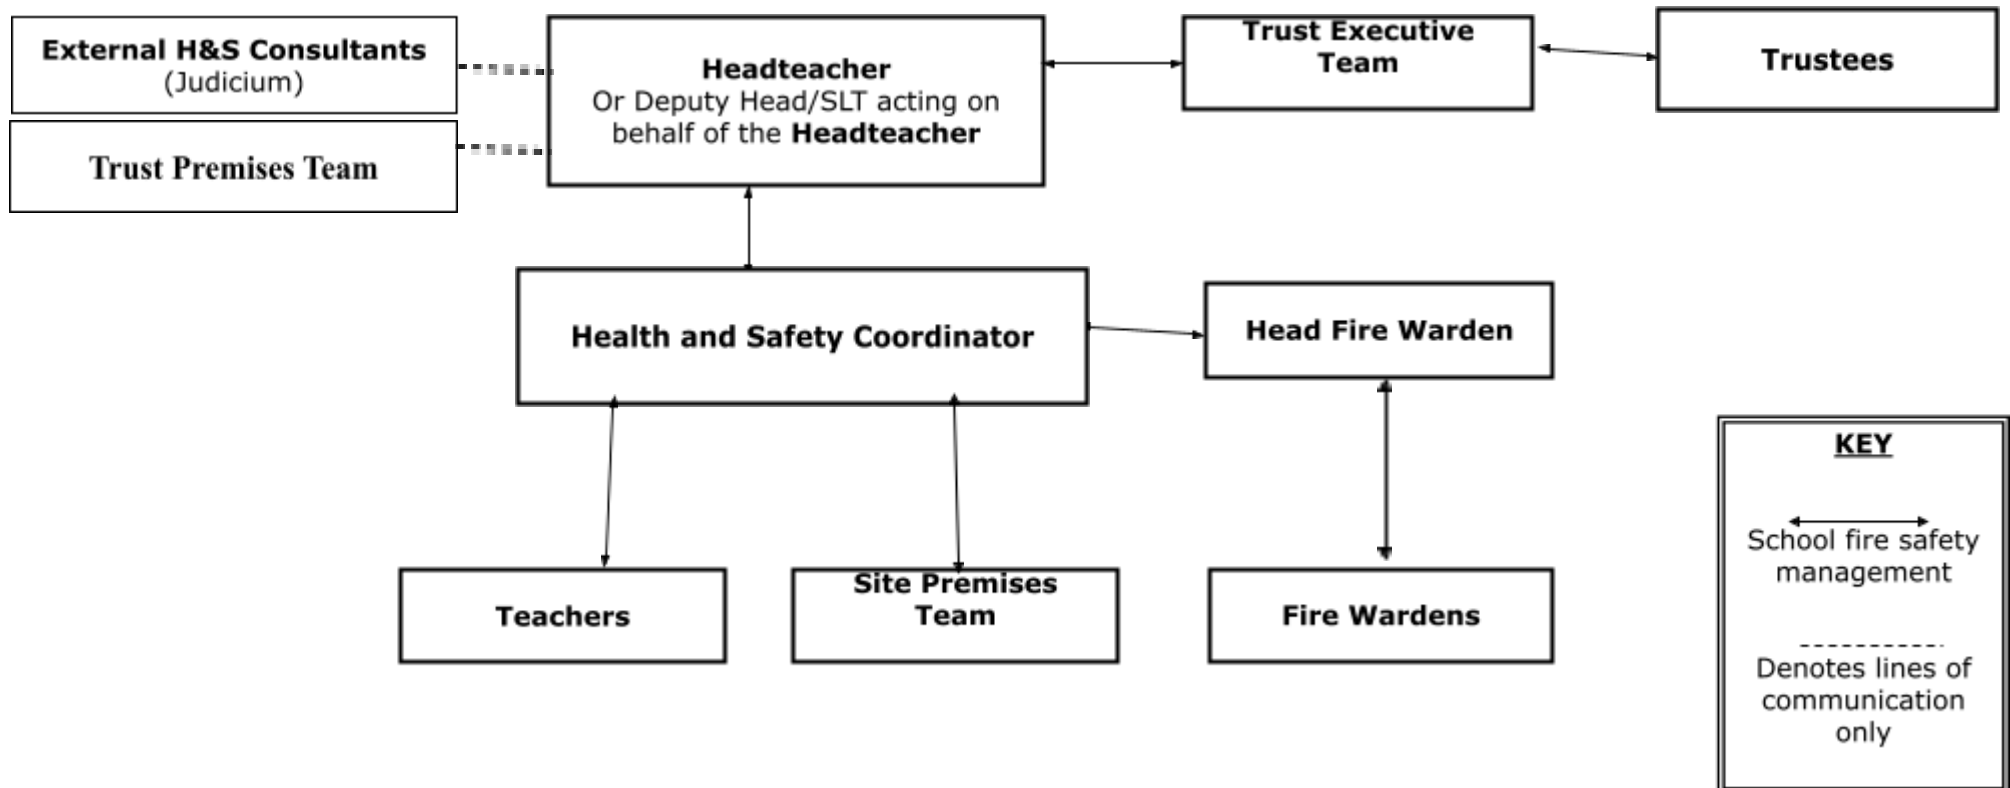 External H&S Consultants
(Judicium)
Trust Premises Team
Headteacher
Or Deputy Head/SLT acting on
behalf of the Headteacher
Trust Executive
Team
Trustees
Health and Safety Coordinator
Head Fire Warden
Teachers
Site Premises
Team
Fire Wardens
KEY
School fire safety
management
Denotes lines of
communication
only